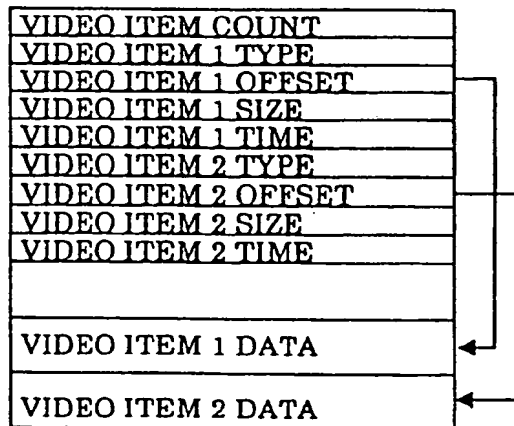 VIDEO ITEM COUNT
VIDEO ITEM 1 TYPE
VIDEO ITEM 1 OFFSET
VIDEO ITEM 1 SIZE
VIDEO ITEM 1 TIME
VIDEO ITEM 2 TYPE
VIDEO ITEM 2 OFFSET
VIDEO ITEM 2 SIZE
VIDEO ITEM 2 TIME
VIDEO ITEM 1 DATA
VIDEO ITEM 2 DATA